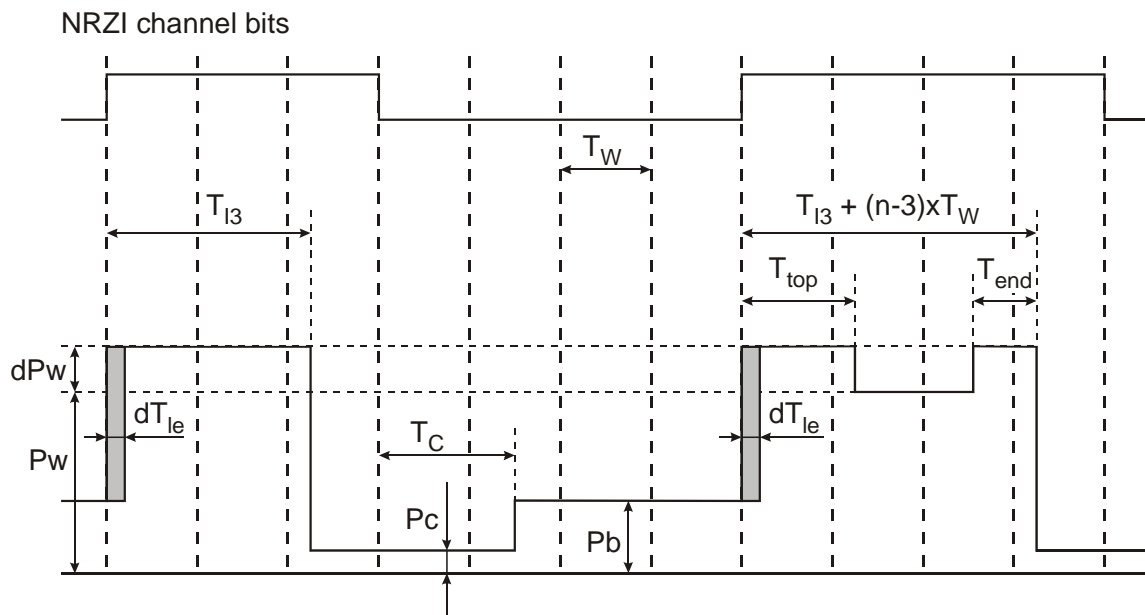 NRZI channel bits
T_W
T_I3
T_I3 + (n-3)xT_W
T_top
T_end
dPw
dT_le
dT_le
T_C
Pw
Pc
Pb